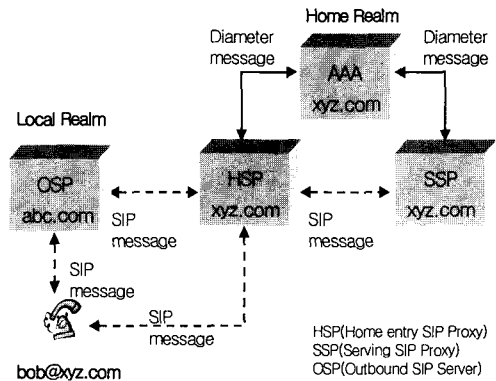 Home Realm
Diameter
message
Diameter
message
AAA
xyz.com
Local Realm
OSP
abc.com
HSP
xyz.com
SSP
xyz.com
SIP
message
SIP
message
SIP
message
SIP
message
bob@xyz.com
HSP(Home entry SIP Proxy)
SSP(Serving SIP Proxy)
OSP(Outbound SIP Server)